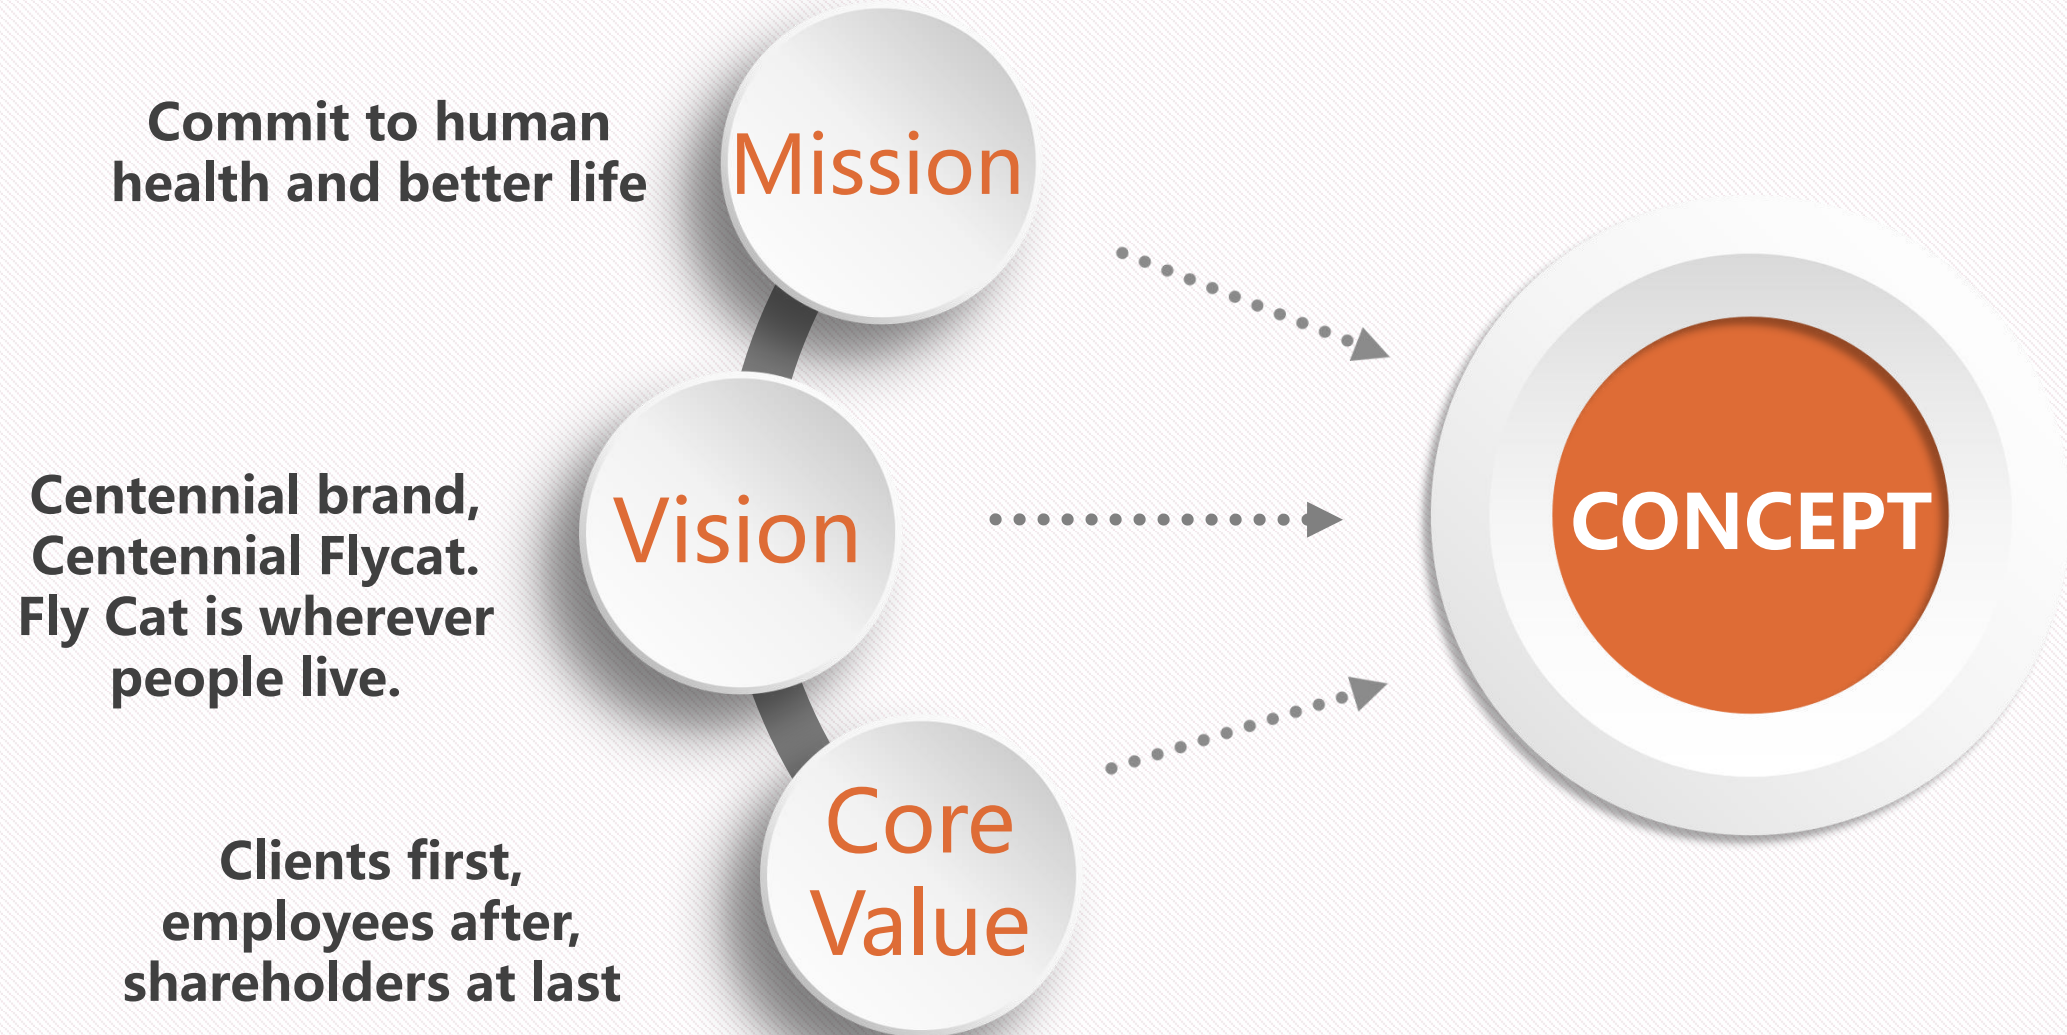 Commit to human
health and better life
Mission
Centennial brand,
Centennial Flycat.
Fly Cat is wherever
people live.
Vision
CONCEPT
Clients first,
employees after,
shareholders at last
Core
Value